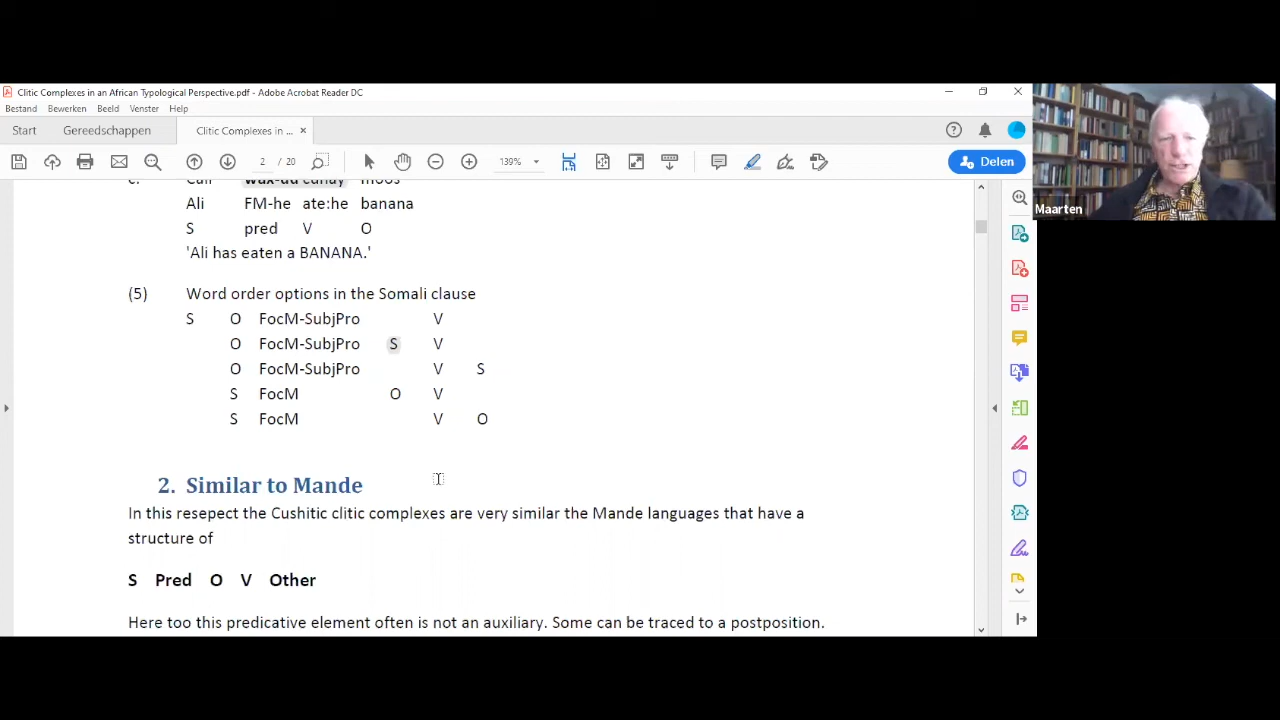 Clitic Complexes in an African Typological Perspective.pdf - Adobe Acrobat Reader DC
Bestand Bewerken Beeld Venster Help
Start Gereedschappen Clitic Complexes in ... ×
2 / 20 139% Delen
Maarten
Ali FM-he ate:he banana
S pred V O
'Ali has eaten a BANANA.'
(5) Word order options in the Somali clause
S O FocM-SubjPro V
O FocM-SubjPro S V
O FocM-SubjPro V S
S FocM O V
S FocM V O
2. Similar to Mande
In this resepect the Cushitic clitic complexes are very similar the Mande languages that have a
structure of
S Pred O V Other
Here too this predicative element often is not an auxiliary. Some can be traced to a postposition.